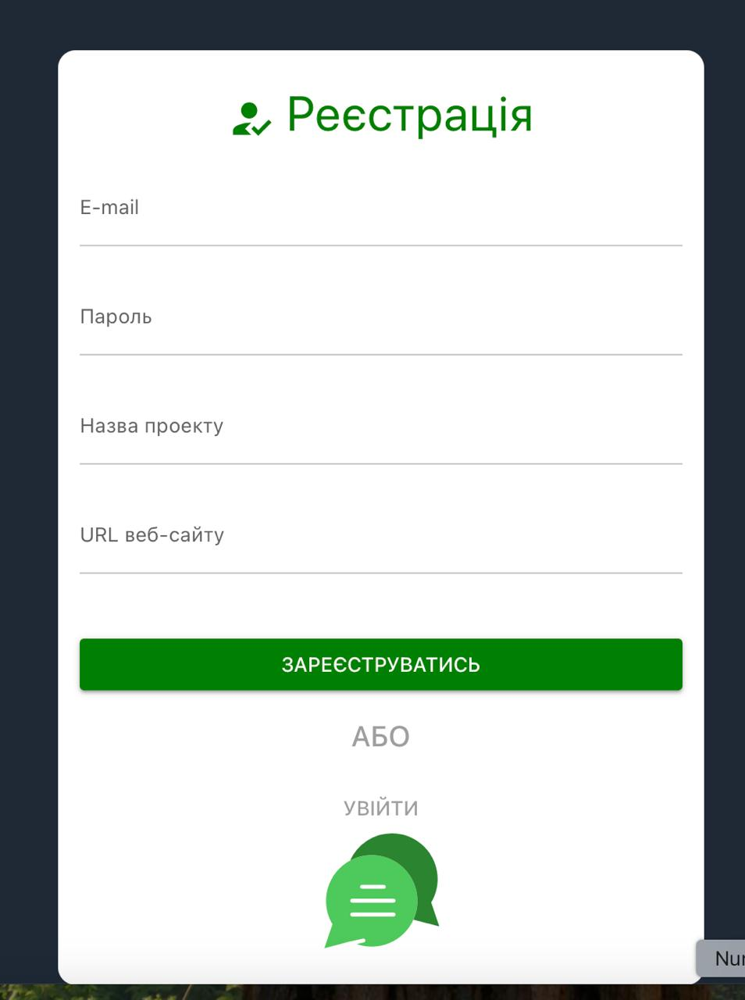 Реєстрація
E-mail
Пароль
Назва проекту
URL веб-сайту
ЗАРЕЄСТРУВАТИСЬ
АБО
УВІЙТИ